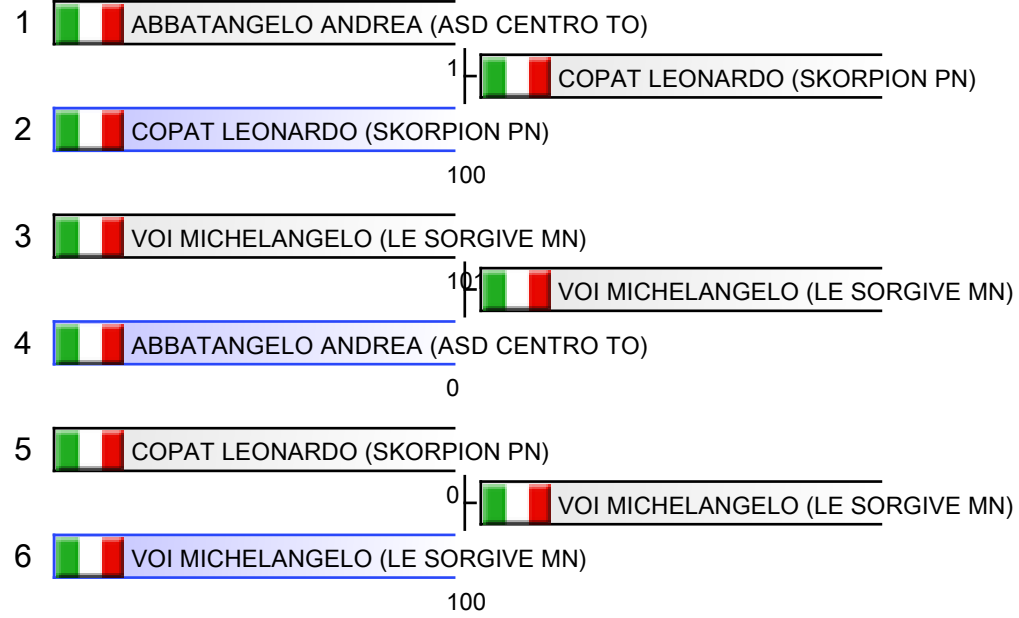 1 ABBATANGELO ANDREA (ASD CENTRO TO)
1 COPAT LEONARDO (SKORPION PN)
2 COPAT LEONARDO (SKORPION PN)
100
3 VOI MICHELANGELO (LE SORGIVE MN)
101 VOI MICHELANGELO (LE SORGIVE MN)
4 ABBATANGELO ANDREA (ASD CENTRO TO)
0
5 COPAT LEONARDO (SKORPION PN)
0 VOI MICHELANGELO (LE SORGIVE MN)
6 VOI MICHELANGELO (LE SORGIVE MN)
100